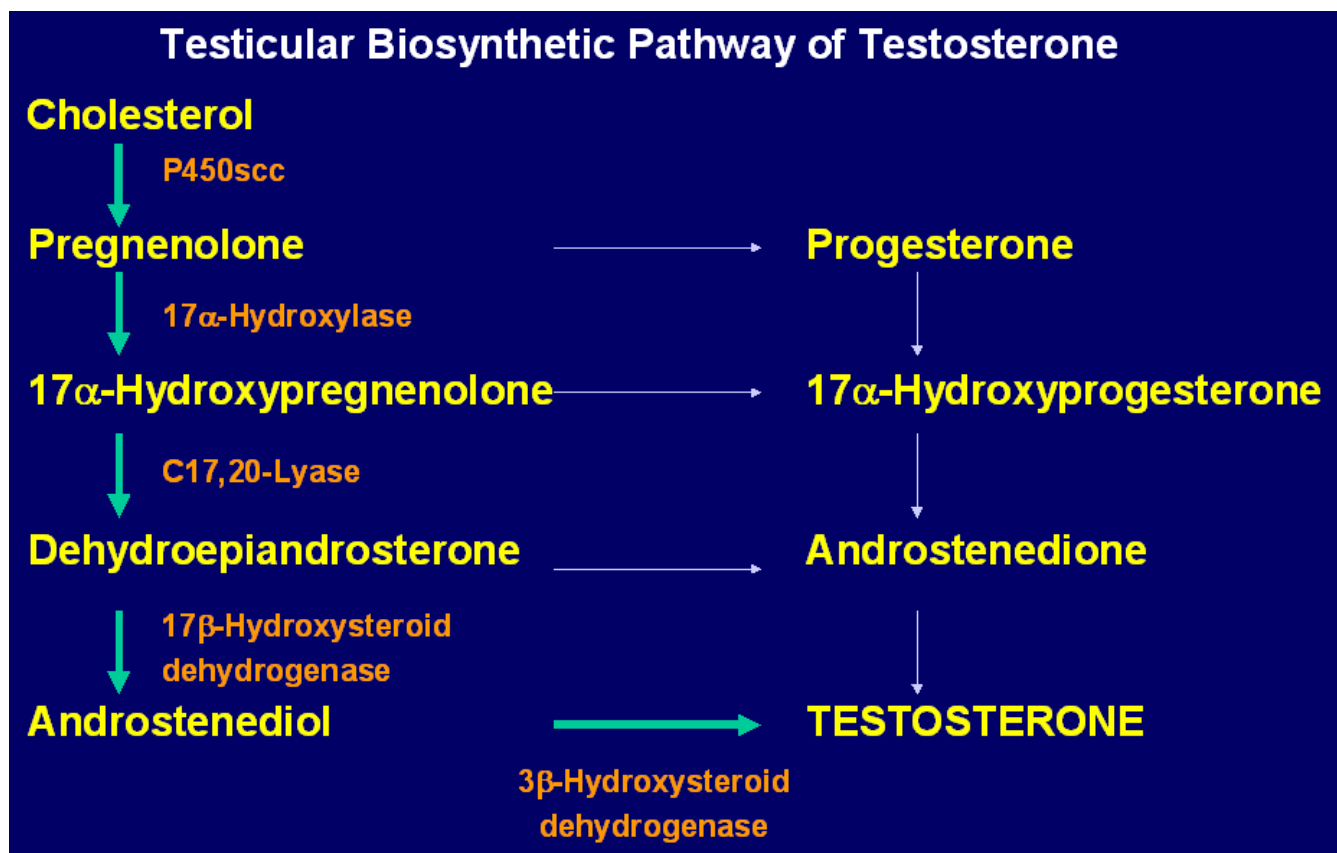 Testicular Biosynthetic Pathway of Testosterone
Cholesterol
P450scc
Pregnenolone
Progesterone
17α-Hydroxylase
17α-Hydroxypregnenolone
17α-Hydroxyprogesterone
C17,20-Lyase
Dehydroepiandrosterone
Androstenedione
17β-Hydroxysteroid
dehydrogenase
Androstenediol
TESTOSTERONE
3β-Hydroxysteroid
dehydrogenase